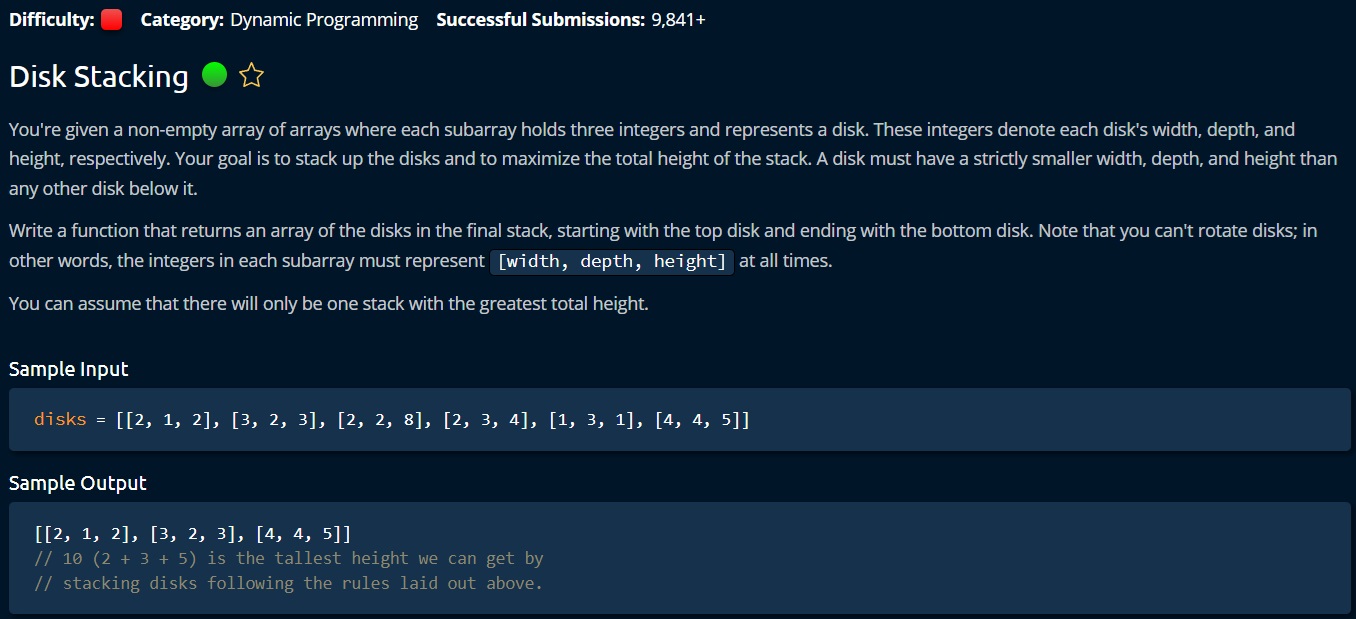 Difficulty: Category: Dynamic Programming Successful Submissions: 9,841+
Disk Stacking
You're given a non-empty array of arrays where each subarray holds three integers and represents a disk. These integers denote each disk's width, depth, and
height, respectively. Your goal is to stack up the disks and to maximize the total height of the stack. A disk must have a strictly smaller width, depth, and height than
any other disk below it.
Write a function that returns an array of the disks in the final stack, starting with the top disk and ending with the bottom disk. Note that you can't rotate disks; in
other words, the integers in each subarray must represent [width, depth, height] at all times.
You can assume that there will only be one stack with the greatest total height.
Sample Input
disks = [[2, 1, 2], [3, 2, 3], [2, 2, 8], [2, 3, 4], [1, 3, 1], [4, 4, 5]]
Sample Output
[[2, 1, 2], [3, 2, 3], [4, 4, 5]]
// 10 (2 + 3 + 5) is the tallest height we can get by
// stacking disks following the rules laid out above.